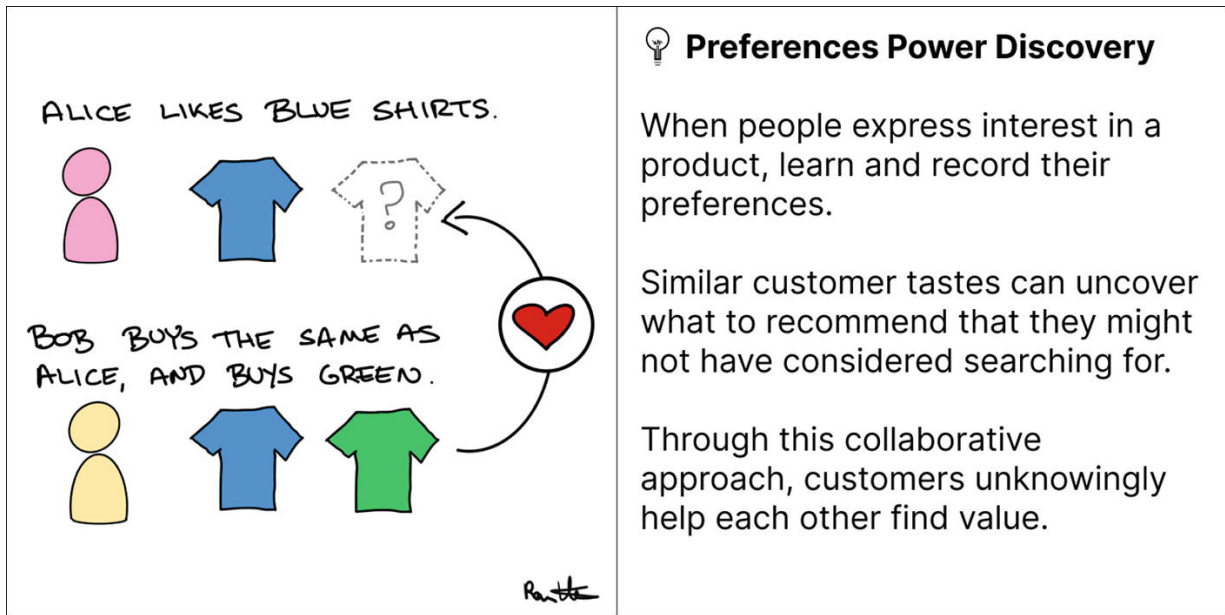 ALICE LIKES BLUE SHIRTS.
?
BOB BUYS THE SAME AS
ALICE, AND BUYS GREEN.
Preferences Power Discovery
When people express interest in a
product, learn and record their
preferences.
Similar customer tastes can uncover
what to recommend that they might
not have considered searching for.
Through this collaborative
approach, customers unknowingly
help each other find value.